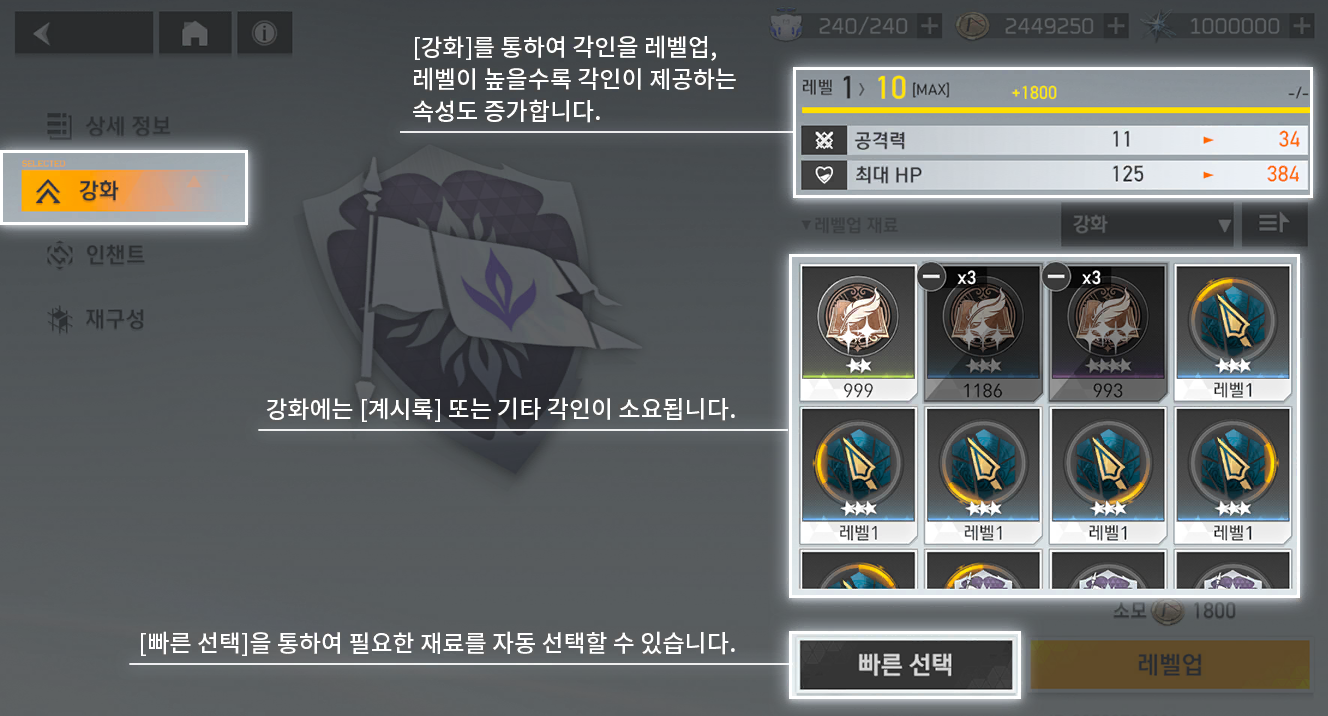 240/240
2449250
1000000
[강화]를 통하여 각인을 레벨업,
레벨이 높을수록 각인이 제공하는
속성도 증가합니다.
레벨 1 > 10 [MAX] +1800 -/-
공격력 11 ► 34
최대 HP 125 ► 384
상세 정보
SELECTED
강화
인챈트
재구성
▼레벨업 재료
강화 ▼
x3 x3
999 1186 993 레벨1
강화에는 [계시록] 또는 기타 각인이 소요됩니다.
레벨1 레벨1 레벨1 레벨1
소모 1800
[빠른 선택]을 통하여 필요한 재료를 자동 선택할 수 있습니다.
빠른 선택
레벨업